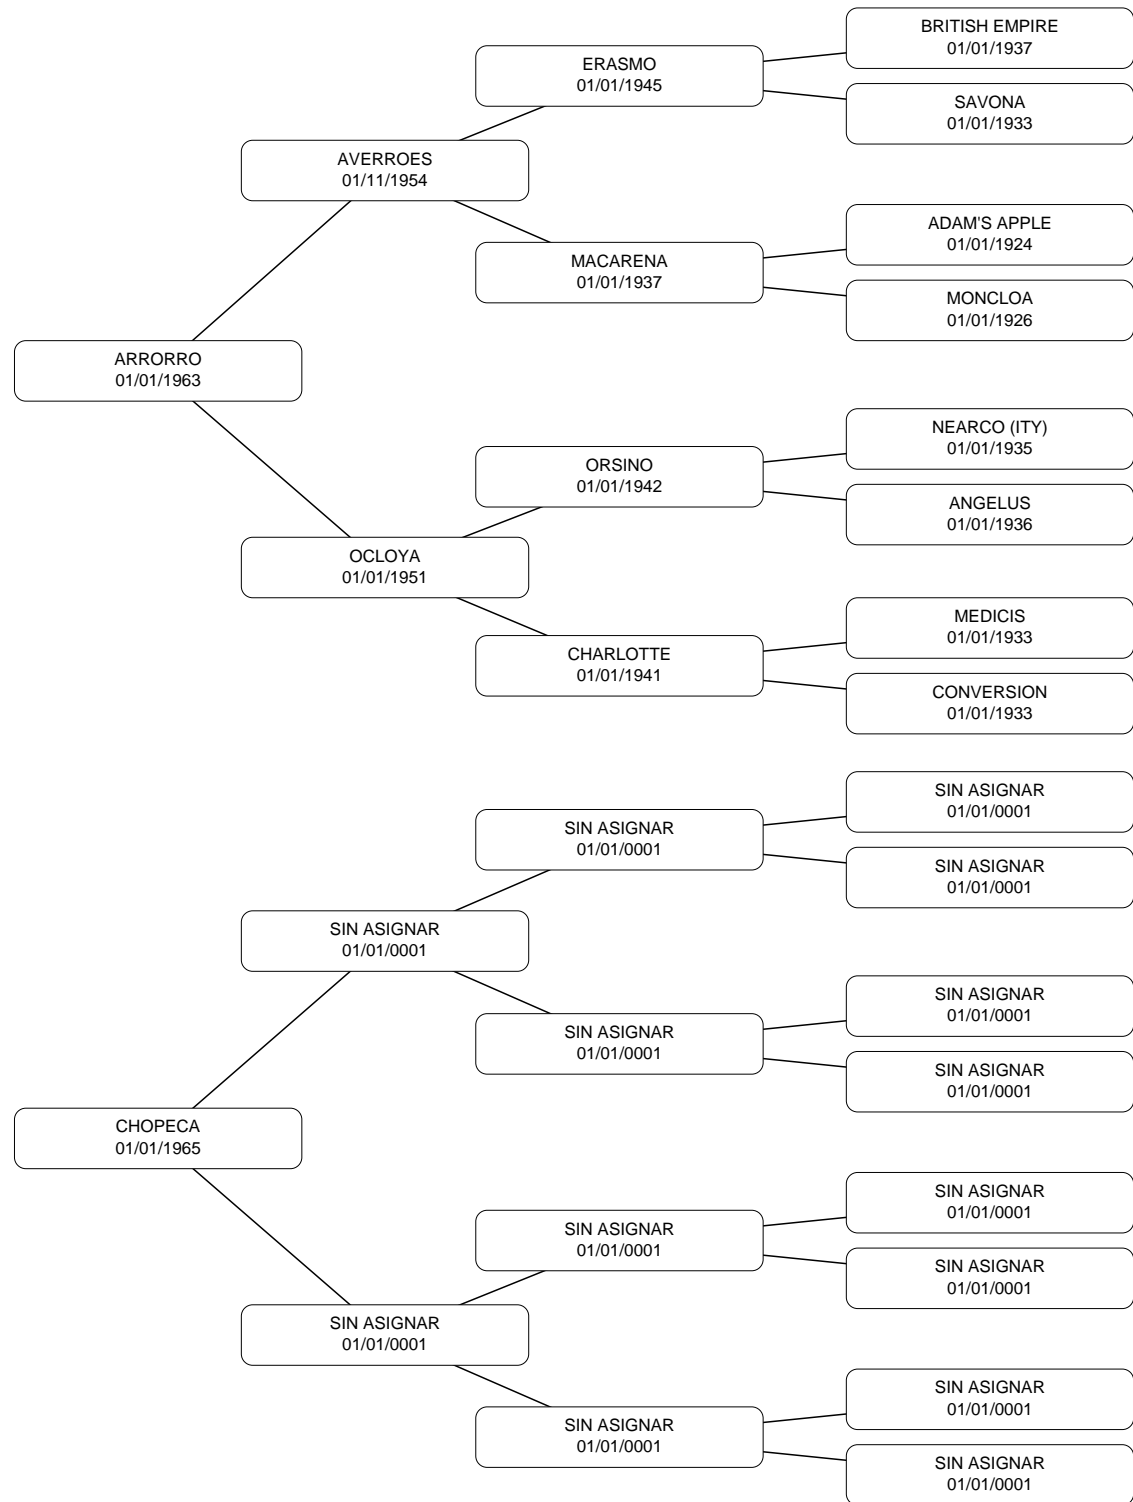 BRITISH EMPIRE
01/01/1937
ERASMO
01/01/1945
SAVONA
01/01/1933
AVERROES
01/11/1954
ADAM'S APPLE
01/01/1924
MACARENA
01/01/1937
MONCLOA
01/01/1926
ARRORRO
01/01/1963
NEARCO (ITY)
01/01/1935
ORSINO
01/01/1942
ANGELUS
01/01/1936
OCLOYA
01/01/1951
MEDICIS
01/01/1933
CHARLOTTE
01/01/1941
CONVERSION
01/01/1933
SIN ASIGNAR
01/01/0001
SIN ASIGNAR
01/01/0001
SIN ASIGNAR
01/01/0001
SIN ASIGNAR
01/01/0001
SIN ASIGNAR
01/01/0001
SIN ASIGNAR
01/01/0001
SIN ASIGNAR
01/01/0001
CHOPECA
01/01/1965
SIN ASIGNAR
01/01/0001
SIN ASIGNAR
01/01/0001
SIN ASIGNAR
01/01/0001
SIN ASIGNAR
01/01/0001
SIN ASIGNAR
01/01/0001
SIN ASIGNAR
01/01/0001
SIN ASIGNAR
01/01/0001